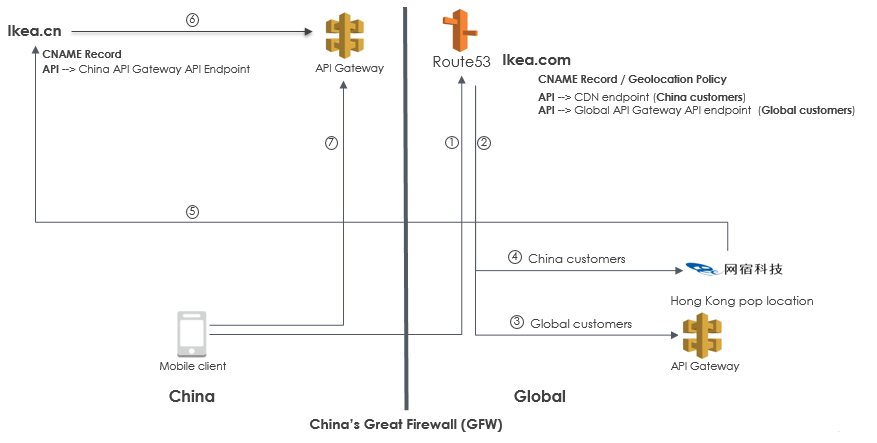 Ikea.cn
⑥
CNAME Record
API --> China API Gateway API Endpoint
API Gateway
Route53
Ikea.com
CNAME Record / Geolocation Policy
API --> CDN endpoint (China customers)
API --> Global API Gateway API endpoint (Global customers)
⑦
①
②
⑤
④ China customers
网宿科技
Hong Kong pop location
③ Global customers
API Gateway
Mobile client
China
Global
China's Great Firewall (GFW)